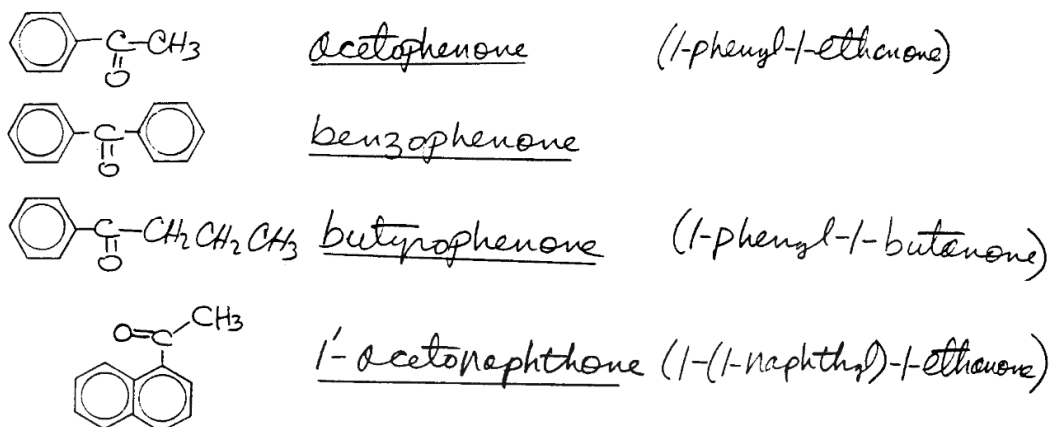 C CH3 O acetophenone (1-phenyl-1-ethanone)
C O benzophenone
C CH2CH2CH3 O butyrophenone (1-phenyl-1-butanone)
O C CH3 1'-acetonaphthone (1-(1-naphthyl)-1-ethanone)